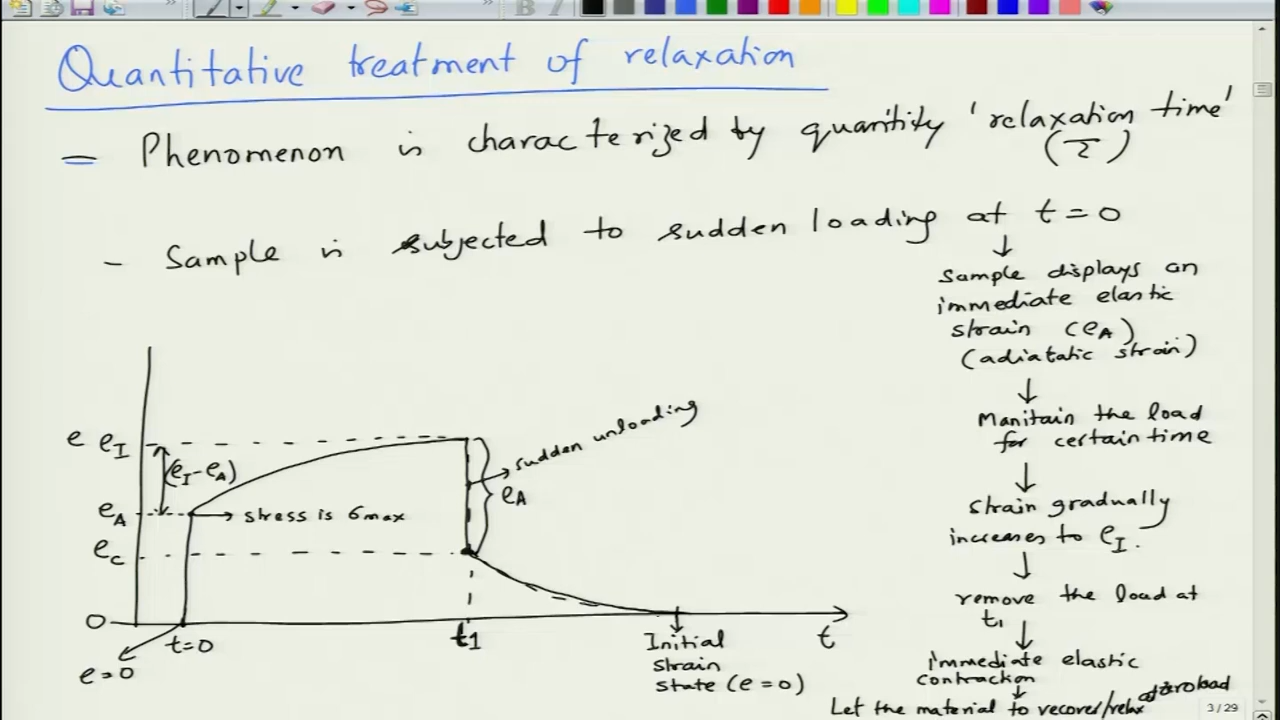 Quantitative treatment of relaxation
– Phenomenon is characterized by quantitity 'relaxation time'
(τ)
- Sample is subjected to sudden loading at t=0
↓
Sample displays an
immediate elastic
strain (eA)
(adiatatic strain)
↓
Manitain the load
for certain time
↓
Strain gradually
increases to eI.
↓
remove the load at
t1
↓
immediate elastic
contraction
↓
Let the material to recover/relax at zero load
e eI
(eI-eA)
sudden unloading
eA
eA
stress is σmax
ec
0
t=0
t1
t
e=0
Initial
strain
state (e=0)
3 / 29